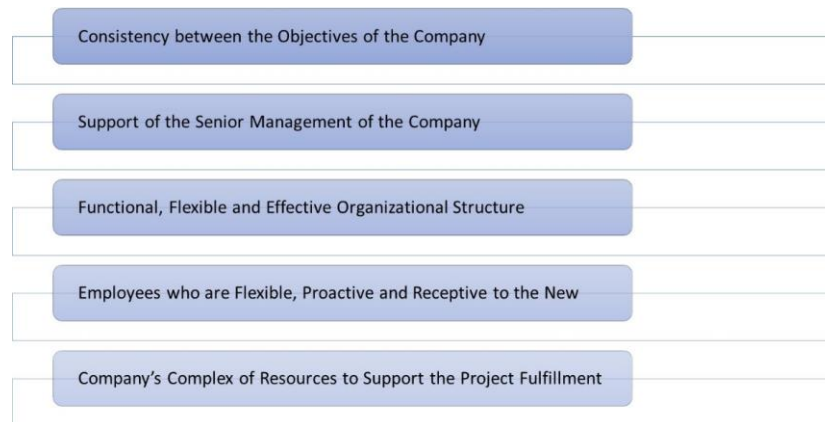 Consistency between the Objectives of the Company
Support of the Senior Management of the Company
Functional, Flexible and Effective Organizational Structure
Employees who are Flexible, Proactive and Receptive to the New
Company's Complex of Resources to Support the Project Fulfillment